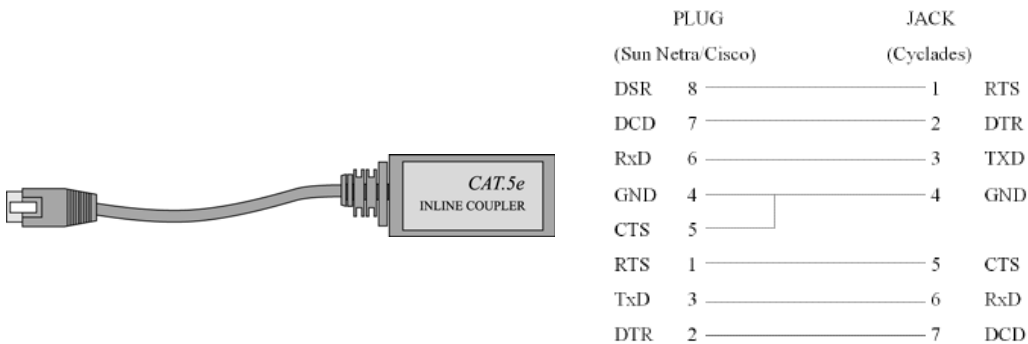 CAT.5e
INLINE COUPLER
PLUG JACK
(Sun Netra/Cisco) (Cyclades)
DSR 8 1 RTS
DCD 7 2 DTR
RxD 6 3 TXD
GND 4 4 GND
CTS 5
RTS 1 5 CTS
TxD 3 6 RxD
DTR 2 7 DCD